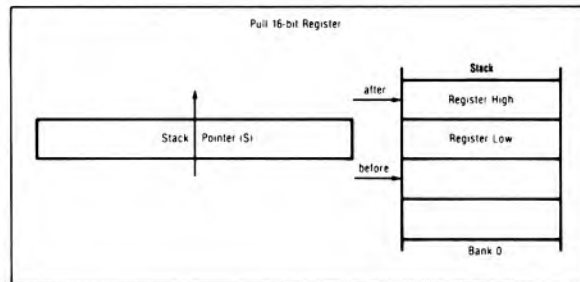 Pull 16-bit Register
Stack
after
Register High
Stack Pointer (S)
Register Low
before
Bank 0